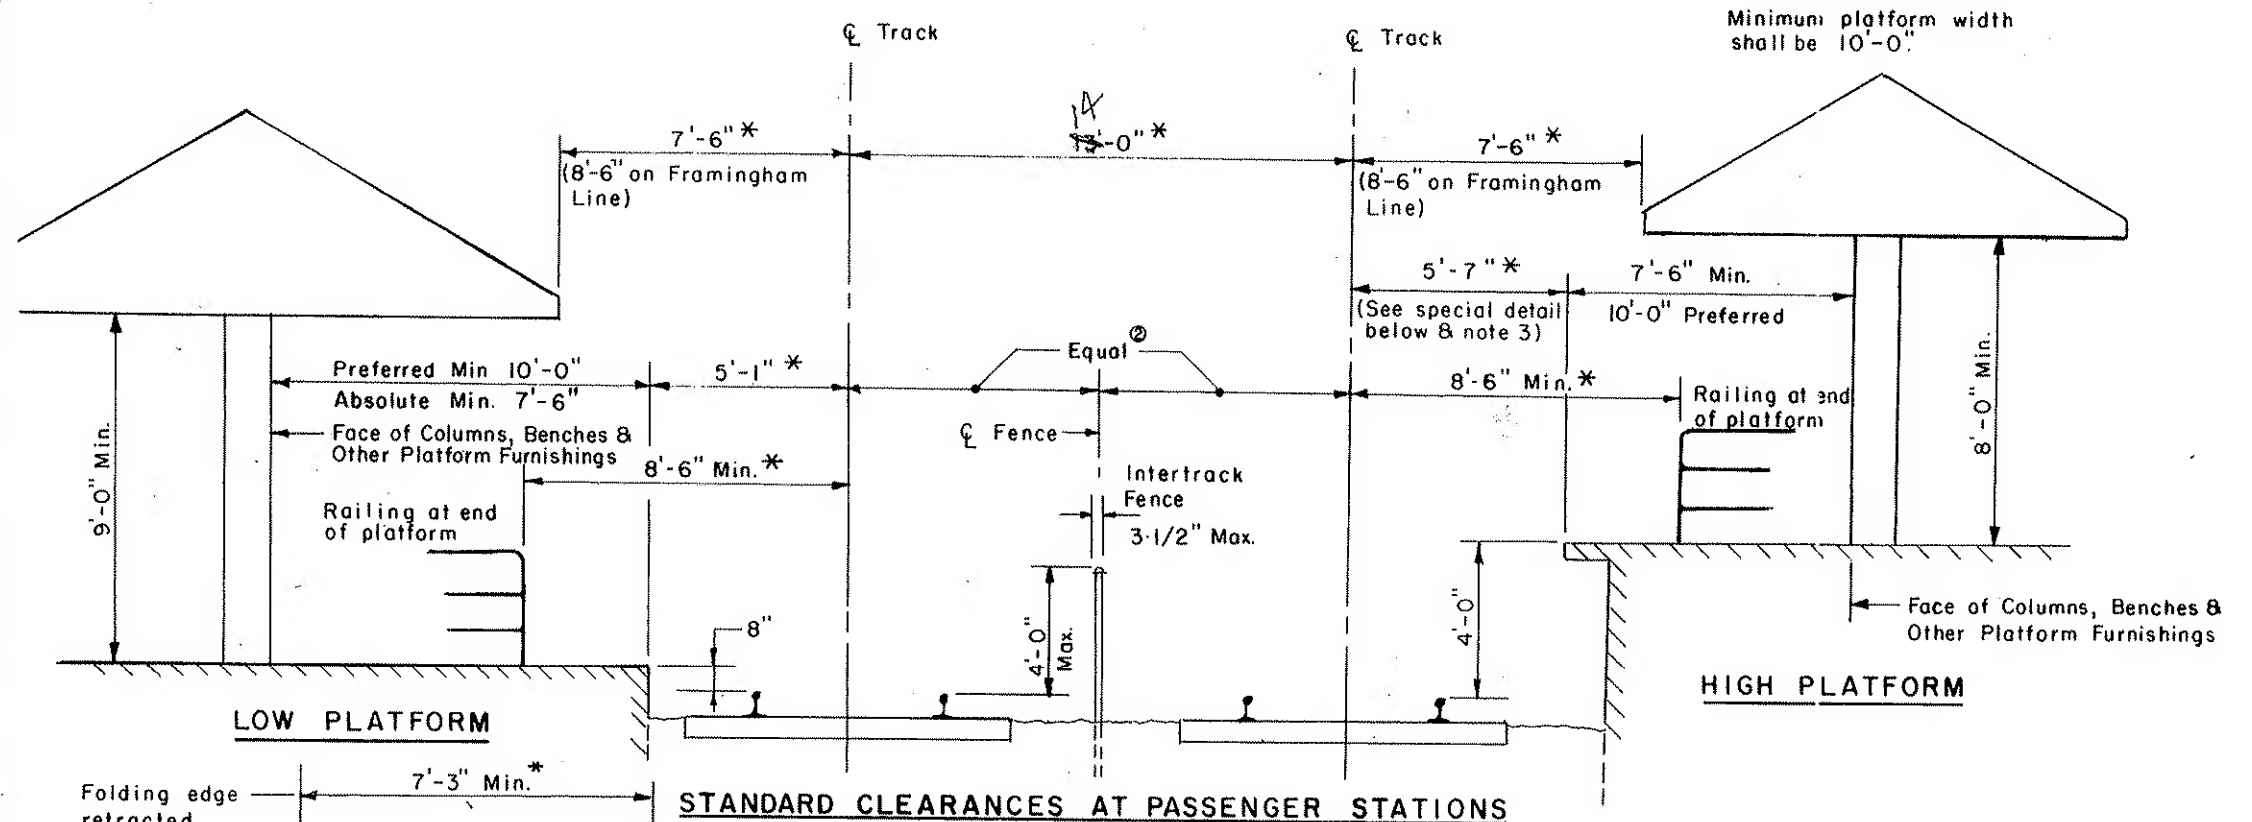 ℄ Track
℄ Track
Minimum platform width
shall be 10'-0".
7'-6" *
(8'-6" on Framingham
Line)
14
13'-0" *
7'-6" *
(8'-6" on Framingham
Line)
5'-7" *
(See special detail
below & note 3)
7'-6" Min.
10'-0" Preferred
Preferred Min 10'-0"
Absolute Min. 7'-6"
5'-1" *
Equal ②
8'-6" Min. *
Railing at end
of platform
8'-0" Min.
9'-0" Min.
Face of Columns, Benches &
Other Platform Furnishings
8'-6" Min. *
℄ Fence
Intertrack
Fence
3-1/2" Max.
Railing at end
of platform
8"
4'-0"
Max.
4'-0"
Face of Columns, Benches &
Other Platform Furnishings
LOW PLATFORM
HIGH PLATFORM
Folding edge
retracted
7'-3" Min. *
STANDARD CLEARANCES AT PASSENGER STATIONS